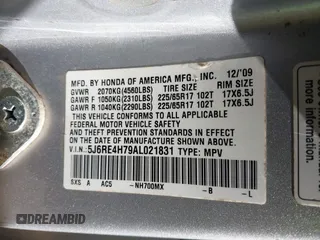 MFD. BY HONDA OF AMERICA MFG., INC. 12/'09
GVWR 2070KG(4560LBS) TIRE SIZE RIM SIZE
GAWR F 1050KG(2310LBS) 225/65R17 102T 17X6.5J
GAWR R 1040KG(2290LBS) 225/65R17 102T 17X6.5J
THIS VEHICLE CONFORMS TO ALL APPLICABLE
FEDERAL MOTOR VEHICLE SAFETY AND
THEFT PREVENTION STANDARDS IN EFFECT
ON THE DATE OF MANUFACTURE SHOWN ABOVE.
V.I.N.: 5J6RE4H79AL021831 TYPE: MPV
SXS A AC5 -NH700MX -B -L
DREAMBID